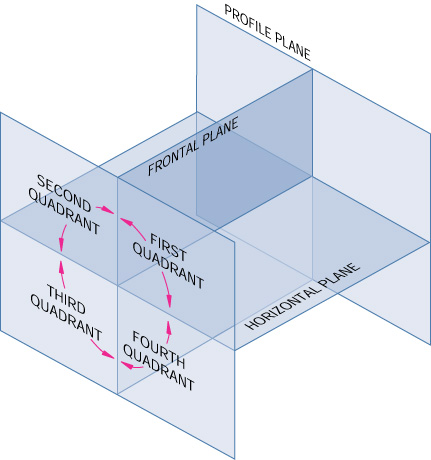 PROFILE PLANE
FRONTAL PLANE
SECOND
QUADRANT
FIRST
QUADRANT
THIRD
QUADRANT
FOURTH
QUADRANT
HORIZONTAL PLANE